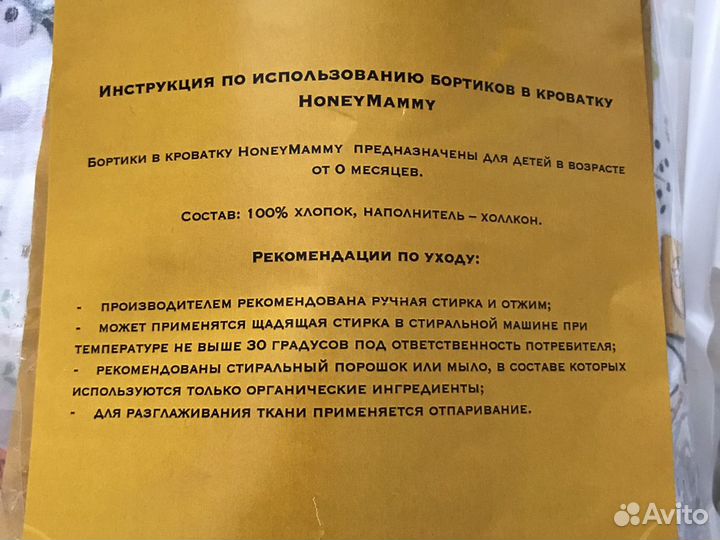 Инструкция по использованию бортиков в кроватку
HoneyMammy
Бортики в кроватку HoneyMammy предназначены для детей в возрасте
от 0 месяцев.
Состав: 100% хлопок, наполнитель – холлкон.
Рекомендации по уходу:
- производителем рекомендована ручная стирка и отжим;
- может применятся щадящая стирка в стиральной машине при
температуре не выше 30 градусов под ответственность потребителя;
- рекомендованы стиральный порошок или мыло, в составе которых
используются только органические ингредиенты;
- для разглаживания ткани применяется отпаривание.
Avito